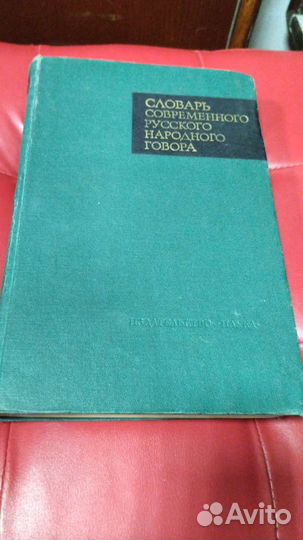 СЛОВАРЬ
СОВРЕМЕННОГО
РУССКОГО
НАРОДНОГО
ГОВОРА
ИЗДАТЕЛЬСТВО «НАУКА»
Avito